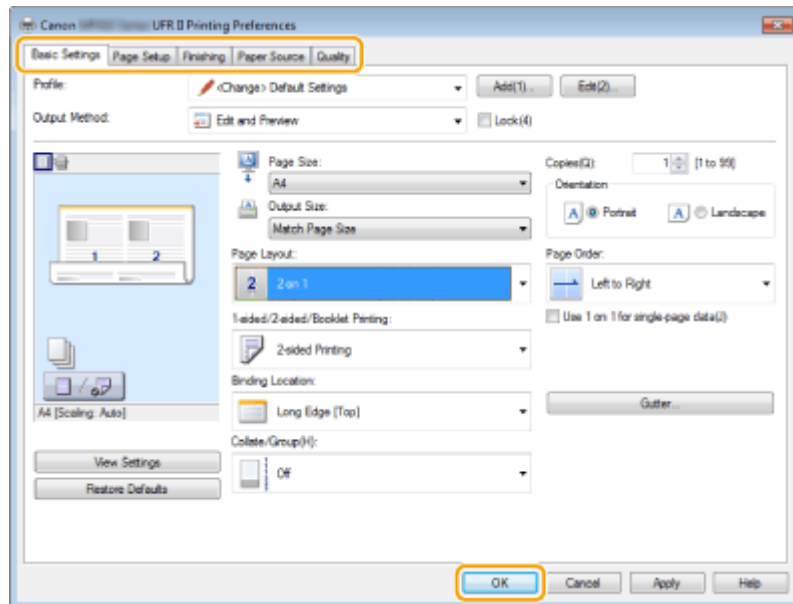 Canon UFR II Printing Preferences
Basic Settings Page Setup Finishing Paper Source Quality
Profile: <Change> Default Settings Add(1)... Edit(2)...
Output Method: Edit and Preview Lock(4)
Page Size:
A4
Output Size:
Match Page Size
Copies(Q): 1 [1 to 99]
Orientation
A Portrait A Landscape
1 2
Page Layout:
2 2 on 1
Page Order:
Left to Right
1-sided/2-sided/Booklet Printing:
2-sided Printing
Use 1 on 1 for single-page data(J)
Binding Location:
Long Edge [Top]
Gutter...
A4 [Scaling: Auto]
Collate/Group(H):
Off
View Settings
Restore Defaults
OK Cancel Apply Help